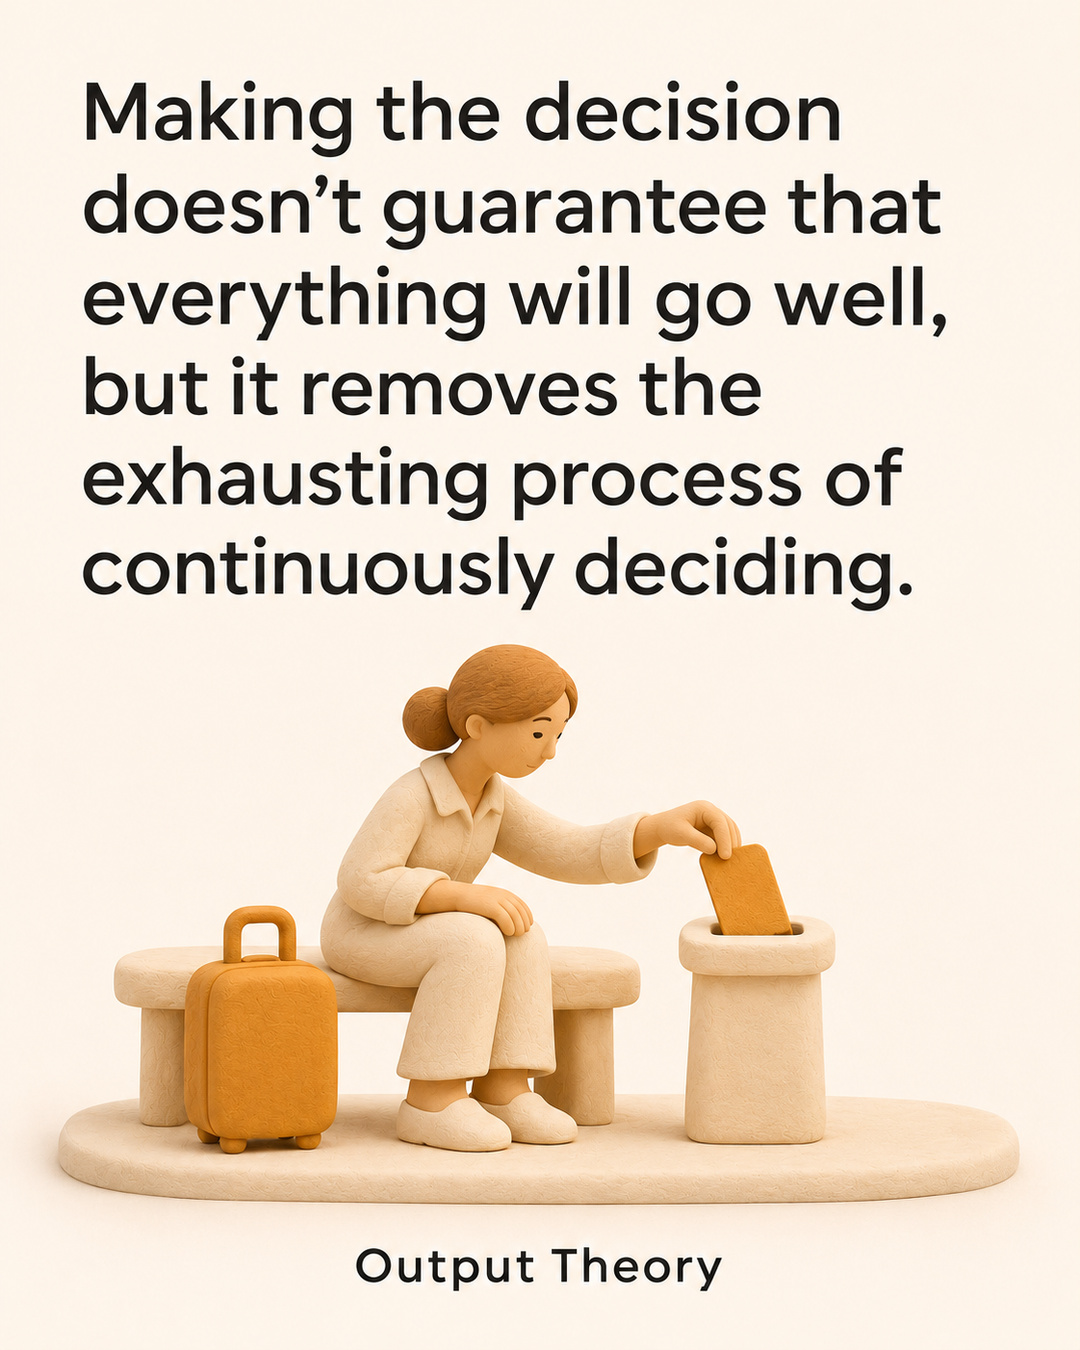 Making the decision
doesn’t guarantee that
everything will go well,
but it removes the
exhausting process of
continuously deciding.
Output Theory